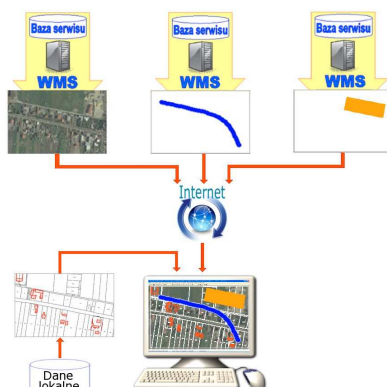 Baza serwisu
WMS
Baza serwisu
WMS
Baza serwisu
WMS
Internet
Dane
lokalne